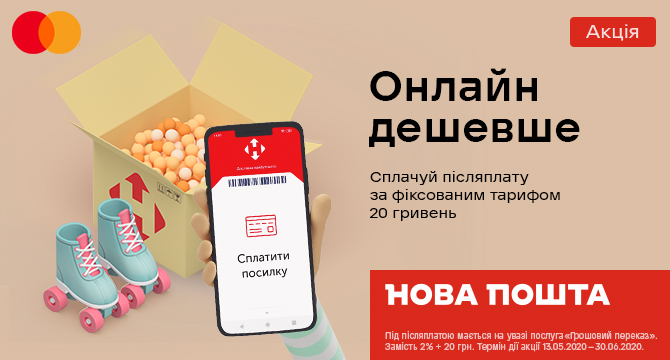 Акція
Онлайн
дешевше
Сплачуй післяплату
за фіксованим тарифом
20 гривень
Сплатити
посилку
НОВА ПОШТА
Під післяплатою мається на увазі послуга «Грошовий переказ».
Замість 2% + 20 грн. Термін дії акції 13.05.2020 – 30.06.2020.